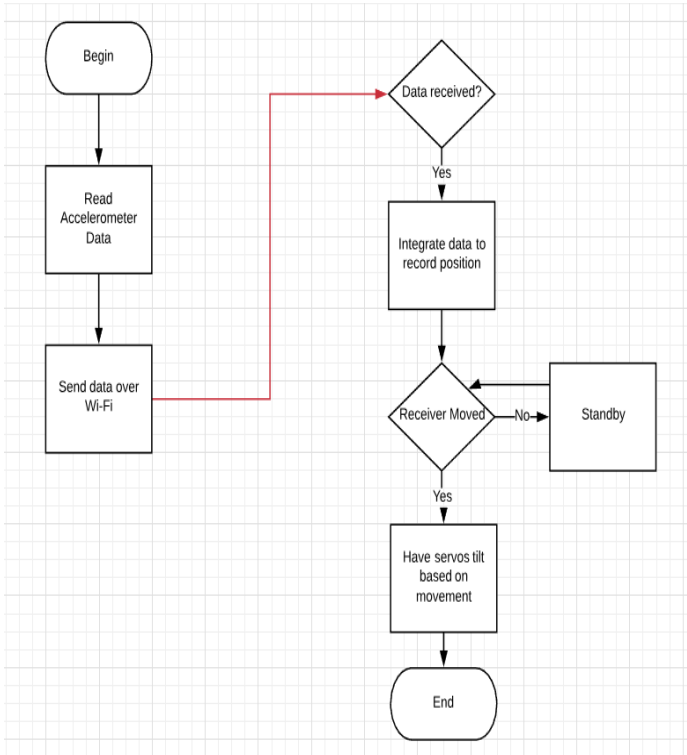 Begin
Read
Accelerometer
Data
Send data over
Wi-Fi
Data received?
Yes
Integrate data to
record position
Receiver Moved
No
Standby
Yes
Have servos tilt
based on
movement
End